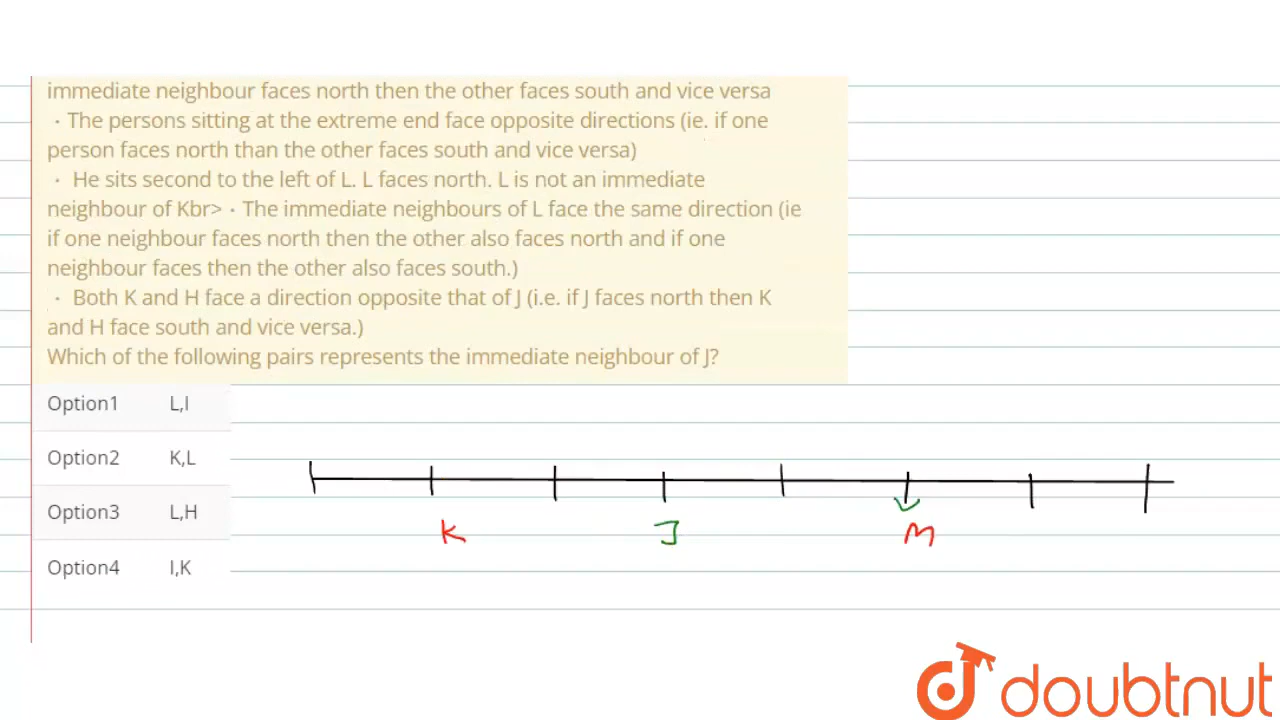 immediate neighbour faces north then the other faces south and vice versa
· The persons sitting at the extreme end face opposite directions (ie. if one
person faces north than the other faces south and vice versa)
· He sits second to the left of L. L faces north. L is not an immediate
neighbour of Kbr> · The immediate neighbours of L face the same direction (ie
if one neighbour faces north then the other also faces north and if one
neighbour faces then the other also faces south.)
· Both K and H face a direction opposite that of J (i.e. if J faces north then K
and H face south and vice versa.)
Which of the following pairs represents the immediate neighbour of J?
Option1 L,I
Option2 K,L
Option3 L,H
Option4 I,K
K J M
doubtnut